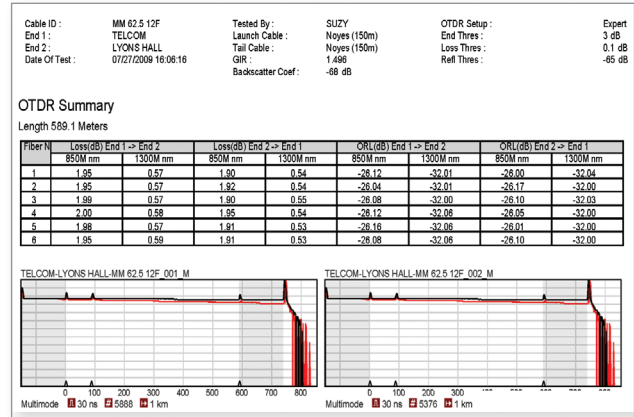 Cable ID : MM 62.5 12F Tested By : SUZY OTDR Setup : Expert
End 1 : TELCOM Launch Cable : Noyes (150m) End Thres : 3 dB
End 2 : LYONS HALL Tail Cable : Noyes (150m) Loss Thres : 0.1 dB
Date Of Test : 07/27/2009 16:06:16 GIR : 1.496 Refl Thres : -65 dB
Backscatter Coef : -68 dB
OTDR Summary
Length 589.1 Meters
Fiber N Loss(dB) End 1 -> End 2 Loss(dB) End 2 -> End 1 ORL(dB) End 1 -> End 2 ORL(dB) End 2 -> End 1
850M nm 1300M nm 850M nm 1300M nm 850M nm 1300M nm 850M nm 1300M nm
1 1.95 0.57 1.90 0.54 -26.12 -32.01 -26.00 -32.04
2 1.95 0.57 1.92 0.54 -26.04 -32.01 -26.17 -32.00
3 1.99 0.57 1.90 0.55 -26.08 -32.00 -26.10 -32.03
4 2.00 0.58 1.95 0.54 -26.12 -32.06 -26.05 -32.00
5 1.98 0.57 1.91 0.53 -26.16 -32.06 -26.01 -32.00
6 1.95 0.59 1.91 0.53 -26.08 -32.06 -26.10 -32.00
TELCOM-LYONS HALL-MM 62.5 12F_001_M TELCOM-LYONS HALL-MM 62.5 12F_002_M
0 100 200 300 400 500 600 700 800 0 100 200 300
Multimode 30 ns 5888 1 km Multimode 30 ns 5376 1 km